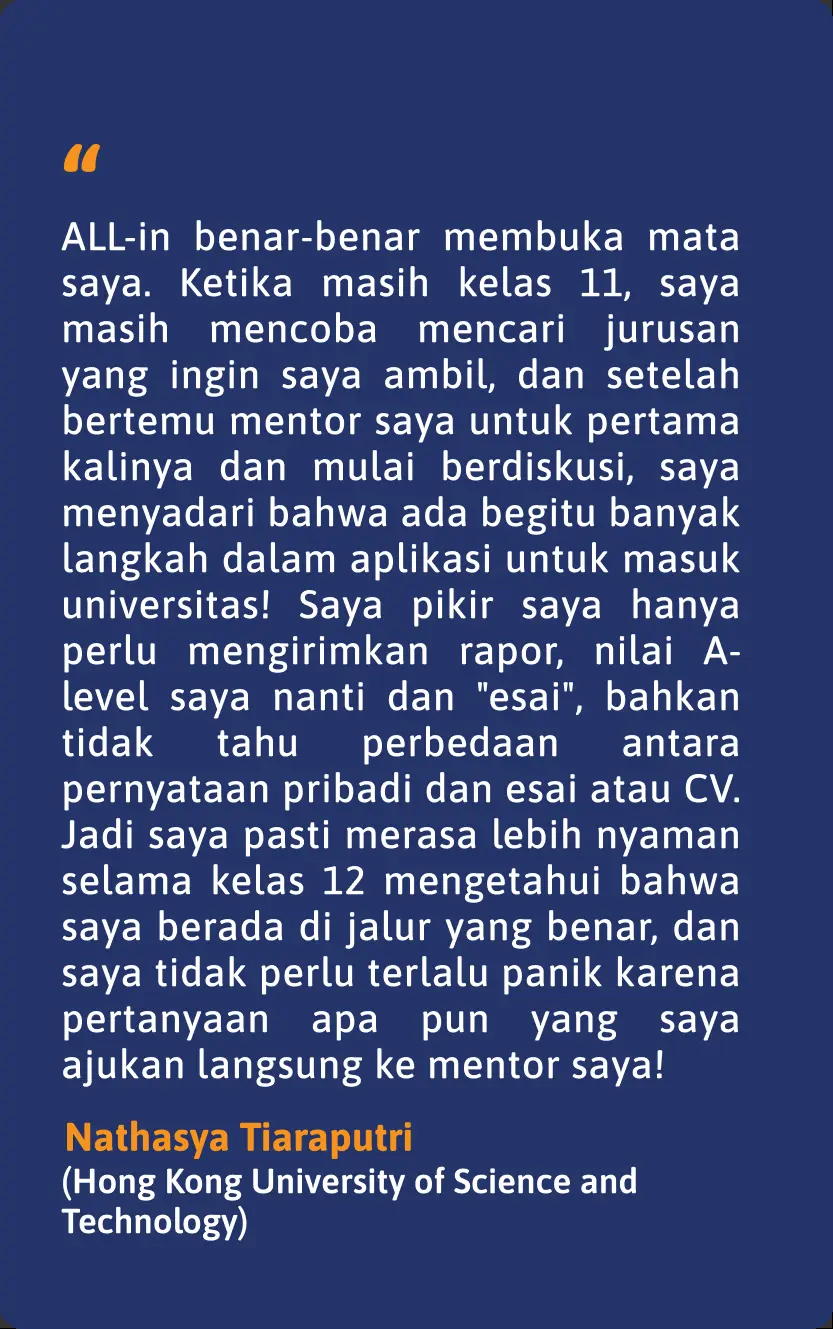 “
ALL-in benar-benar membuka mata
saya. Ketika masih kelas 11, saya
masih mencoba mencari jurusan
yang ingin saya ambil, dan setelah
bertemu mentor saya untuk pertama
kalinya dan mulai berdiskusi, saya
menyadari bahwa ada begitu banyak
langkah dalam aplikasi untuk masuk
universitas! Saya pikir saya hanya
perlu mengirimkan rapor, nilai A-
level saya nanti dan "esai", bahkan
tidak tahu perbedaan antara
pernyataan pribadi dan esai atau CV.
Jadi saya pasti merasa lebih nyaman
selama kelas 12 mengetahui bahwa
saya berada di jalur yang benar, dan
saya tidak perlu terlalu panik karena
pertanyaan apa pun yang saya
ajukan langsung ke mentor saya!
Nathasya Tiaraputri
(Hong Kong University of Science and
Technology)